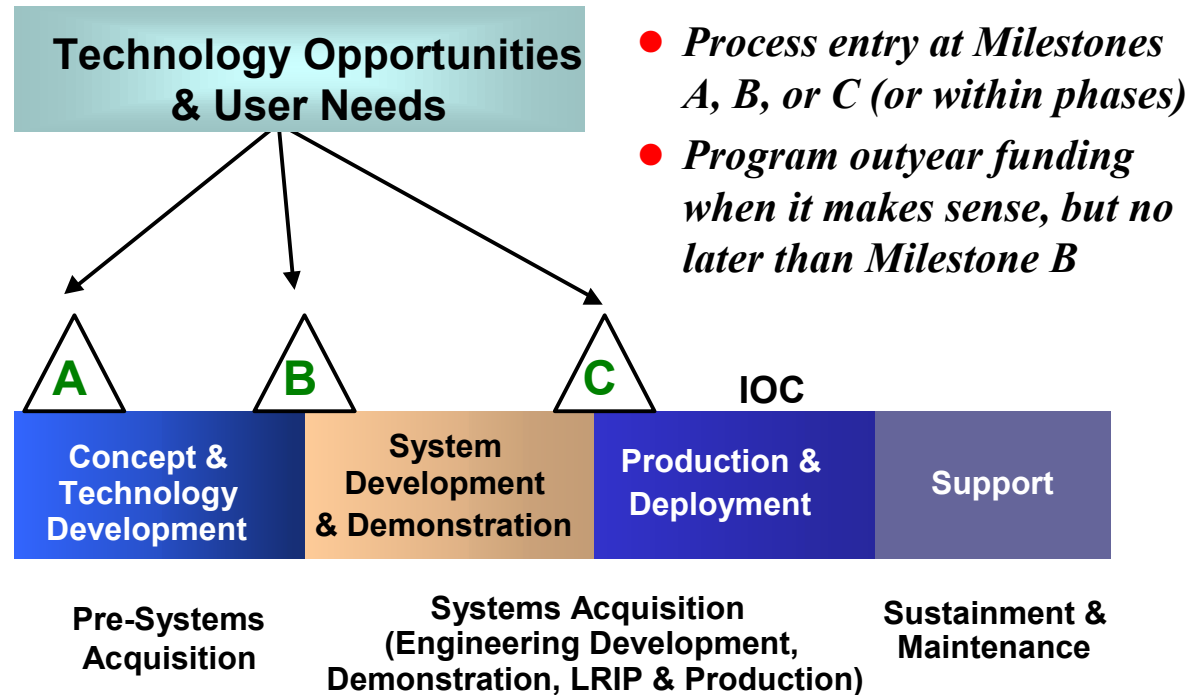 Technology Opportunities
& User Needs
● Process entry at Milestones
A, B, or C (or within phases)
● Program outyear funding
when it makes sense, but no
later than Milestone B
A
B
C
IOC
Concept &
Technology
Development
System
Development
& Demonstration
Production &
Deployment
Support
Pre-Systems
Acquisition
Systems Acquisition
(Engineering Development,
Demonstration, LRIP & Production)
Sustainment &
Maintenance